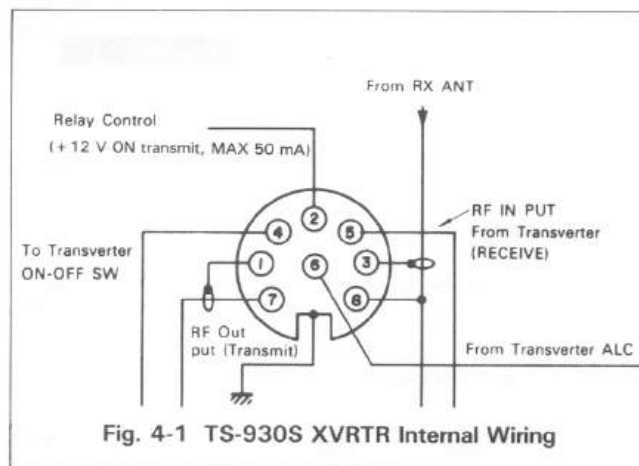 From RX ANT
Relay Control
(+12 V ON transmit, MAX 50 mA)
RF IN PUT
From Transverter
(RECEIVE)
To Transverter
ON-OFF SW
2
4
5
1
6
3
7
8
RF Out
put (Transmit)
From Transverter ALC
Fig. 4-1 TS-930S XVRTR Internal Wiring